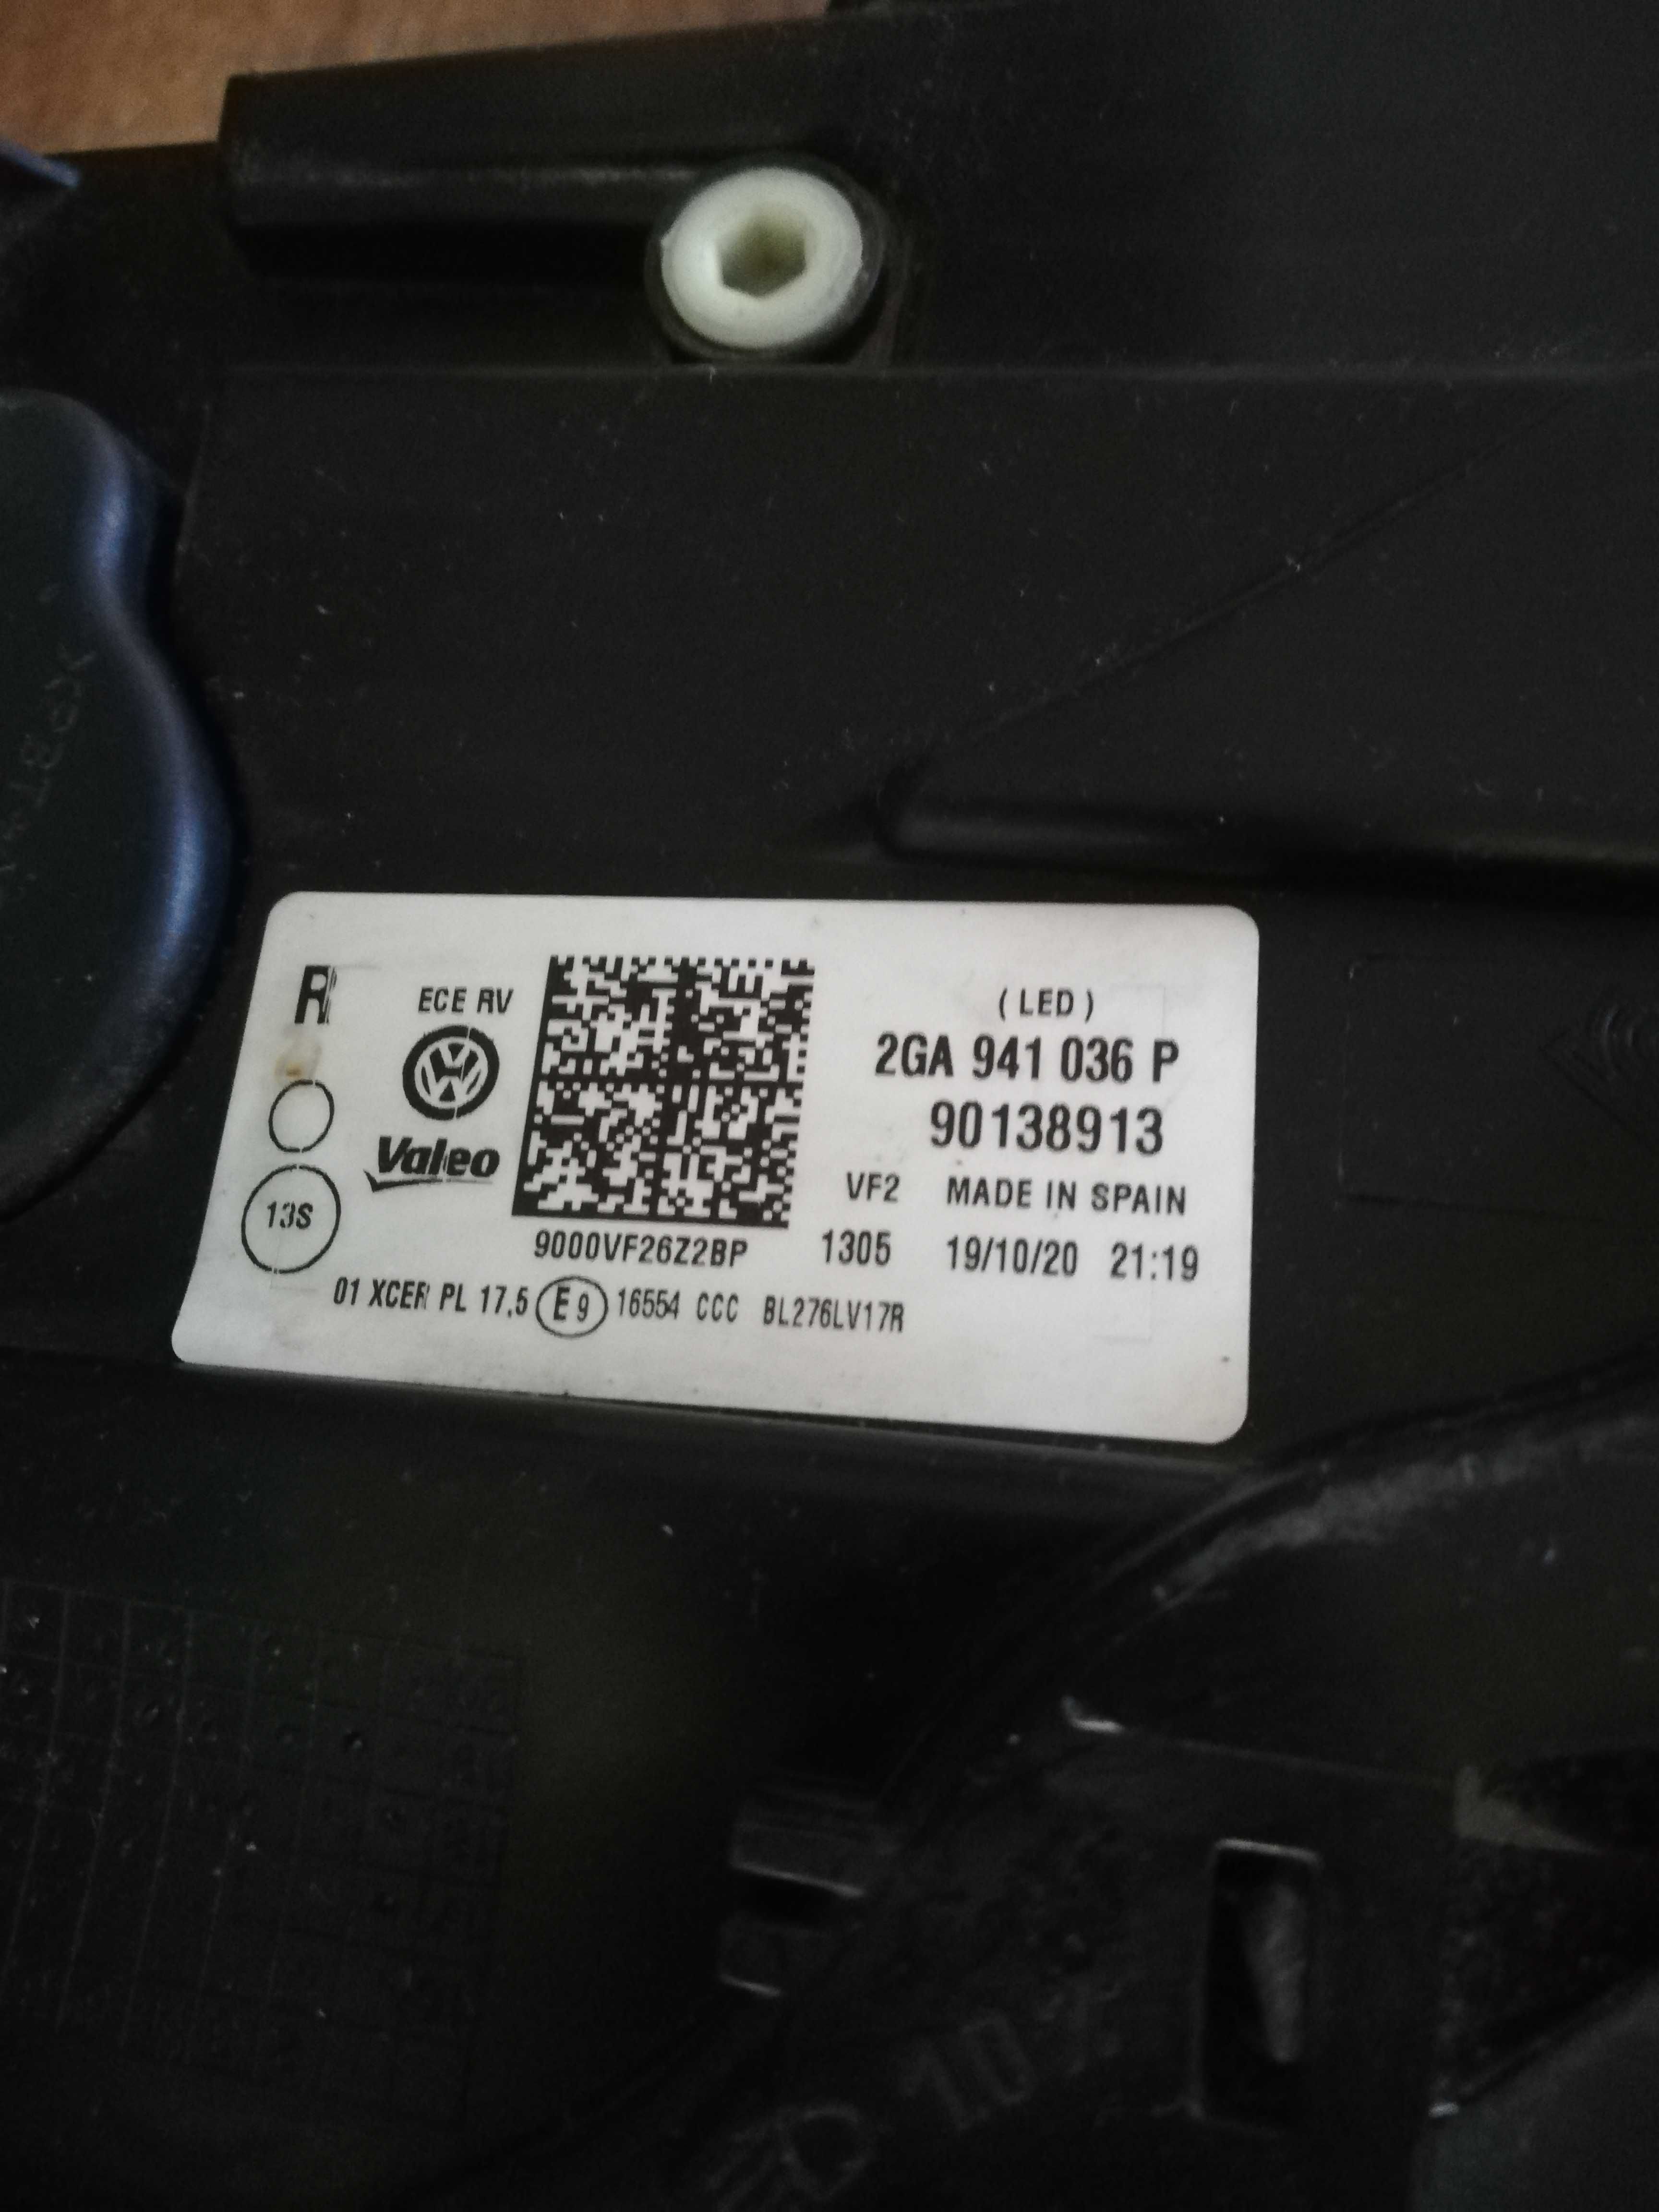 R
ECE RV
Valeo
13S
9000VF26Z2BP
(LED)
2GA 941 036 P
90138913
VF2 MADE IN SPAIN
1305 19/10/20 21:19
01 XCER PL 17,5 E9 16554 CCC BL276LV17R